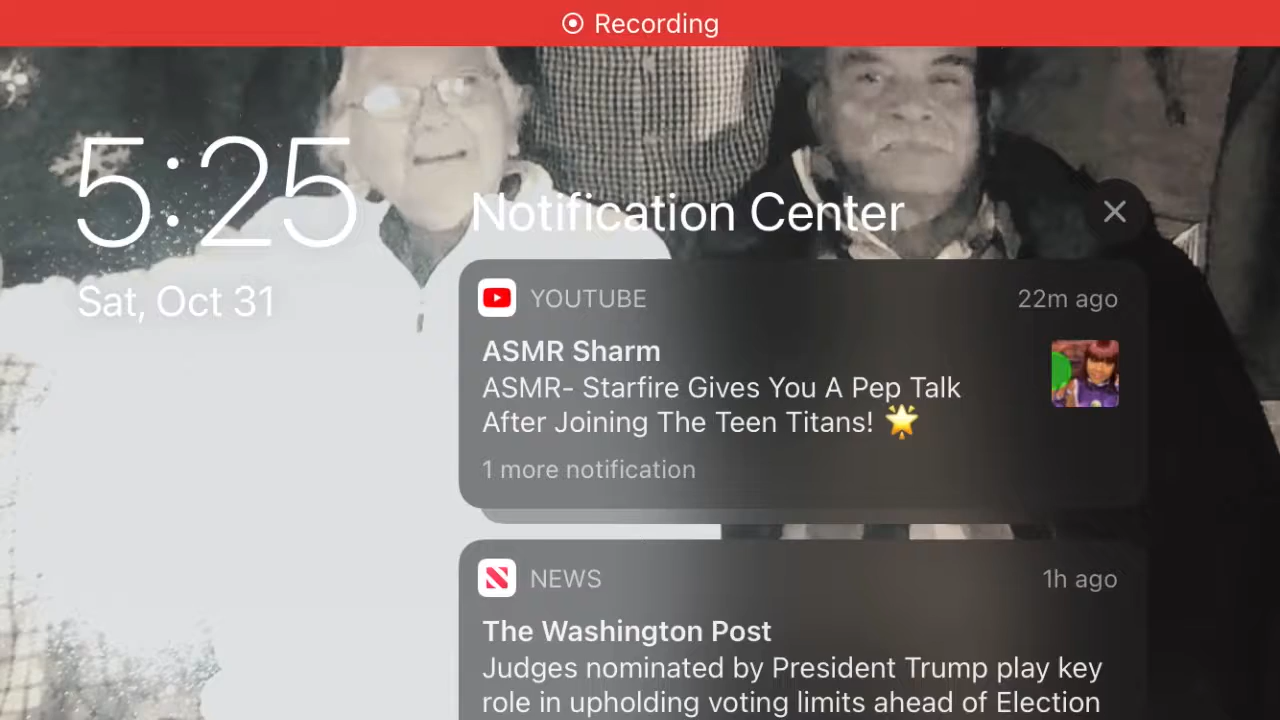 Recording
5:25
Sat, Oct 31
Notification Center
YOUTUBE
22m ago
ASMR Sharm
ASMR- Starfire Gives You A Pep Talk
After Joining The Teen Titans! 🌟
1 more notification
NEWS
1h ago
The Washington Post
Judges nominated by President Trump play key
role in upholding voting limits ahead of Election